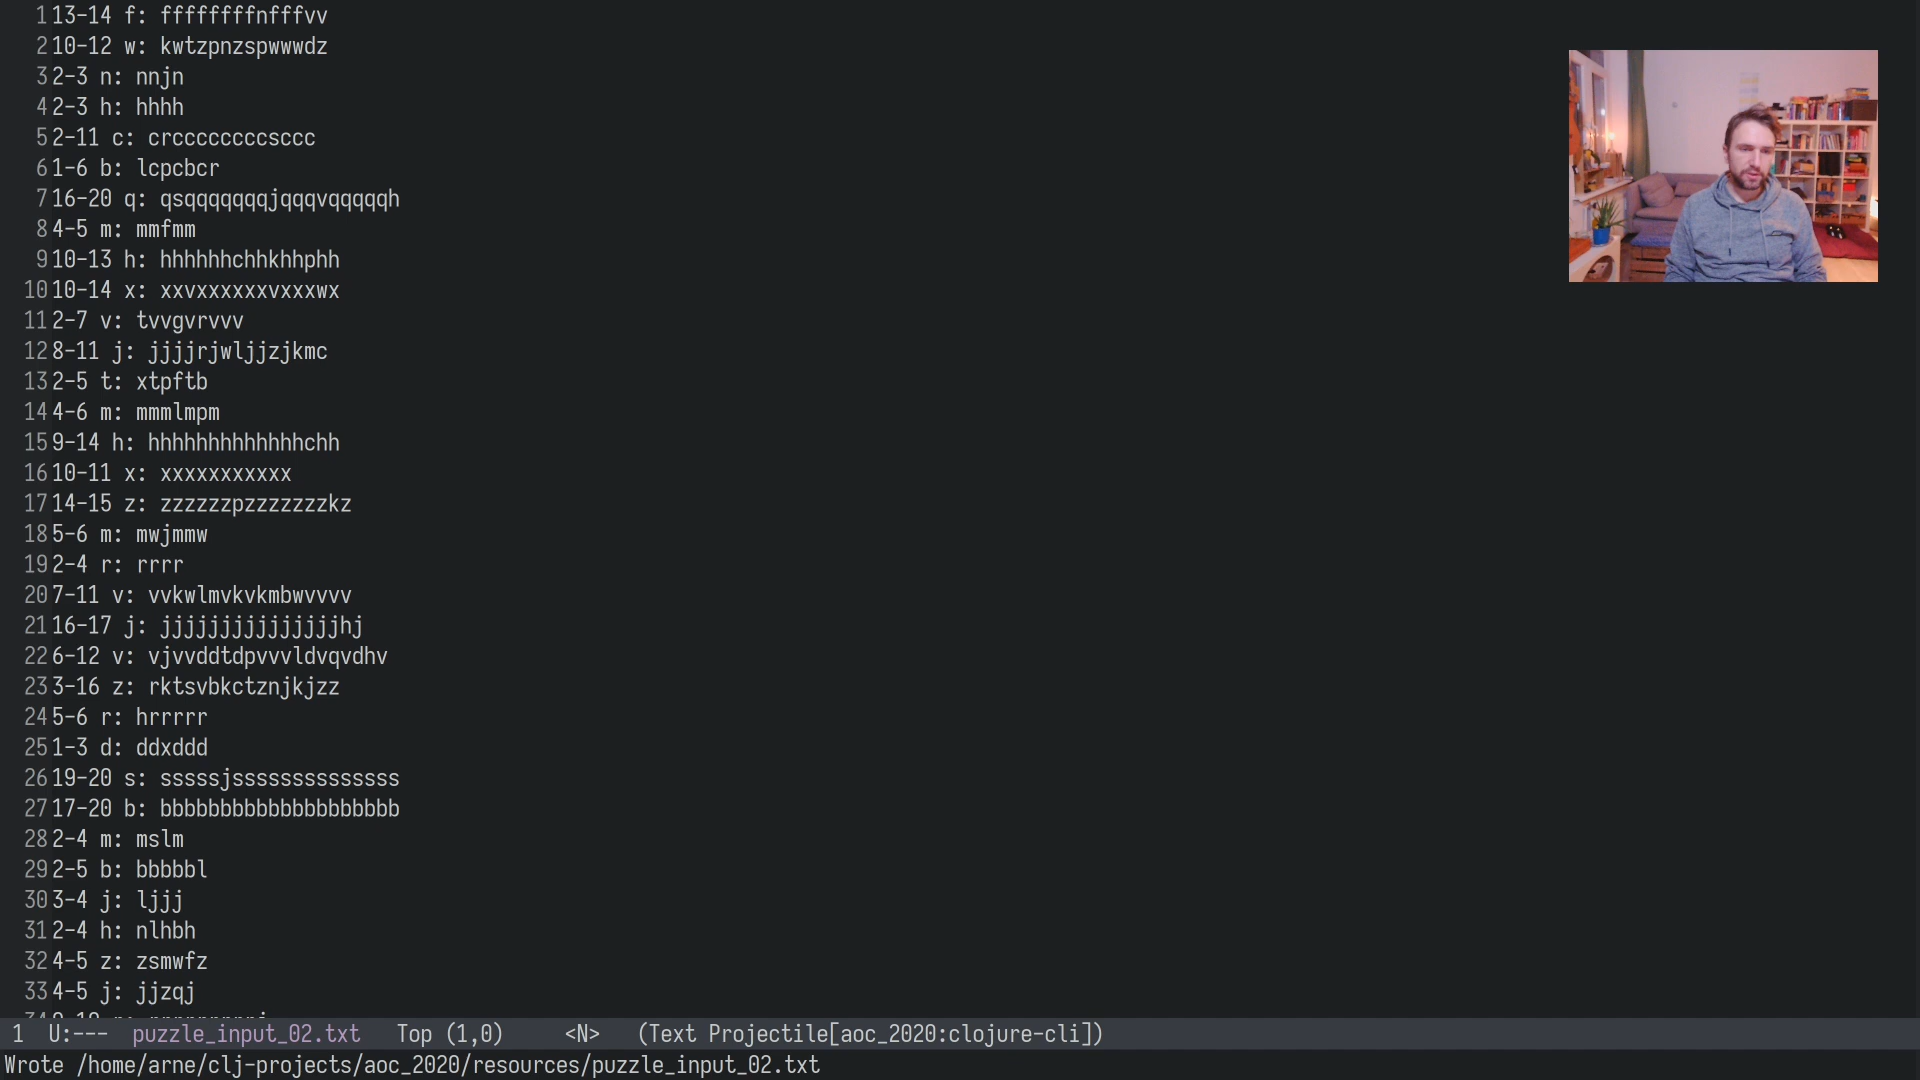 1 13-14 f: ffffffffnfffvv
2 10-12 w: kwtzpnzspwwwdz
3 2-3 n: nnjn
4 2-3 h: hhhh
5 2-11 c: crccccccccsccc
6 1-6 b: lcpcbcr
7 16-20 q: qsqqqqqqqjqqqvqqqqqh
8 4-5 m: mmfmm
9 10-13 h: hhhhhhchhkhhphh
10 10-14 x: xxvxxxxxxvxxxwx
11 2-7 v: tvvgvrvvv
12 8-11 j: jjjjrjwljjzjkmc
13 2-5 t: xtpftb
14 4-6 m: mmmlmpm
15 9-14 h: hhhhhhhhhhhhhchh
16 10-11 x: xxxxxxxxxxx
17 14-15 z: zzzzzzpzzzzzzzkz
18 5-6 m: mwjmmw
19 2-4 r: rrrr
20 7-11 v: vvkwlmvkvkmbwvvvv
21 16-17 j: jjjjjjjjjjjjjjjhj
22 6-12 v: vjvvddtdpvvvldvqvdhv
23 3-16 z: rktsvbkctznjkjzz
24 5-6 r: hrrrrr
25 1-3 d: ddxddd
26 19-20 s: sssssjssssssssssssss
27 17-20 b: bbbbbbbbbbbbbbbbbbbb
28 2-4 m: mslm
29 2-5 b: bbbbbl
30 3-4 j: ljjj
31 2-4 h: nlhbh
32 4-5 z: zsmwfz
33 4-5 j: jjzqj
1 U:--- puzzle_input_02.txt Top (1,0) <N> (Text Projectile[aoc_2020:clojure-cli])
Wrote /home/arne/clj-projects/aoc_2020/resources/puzzle_input_02.txt